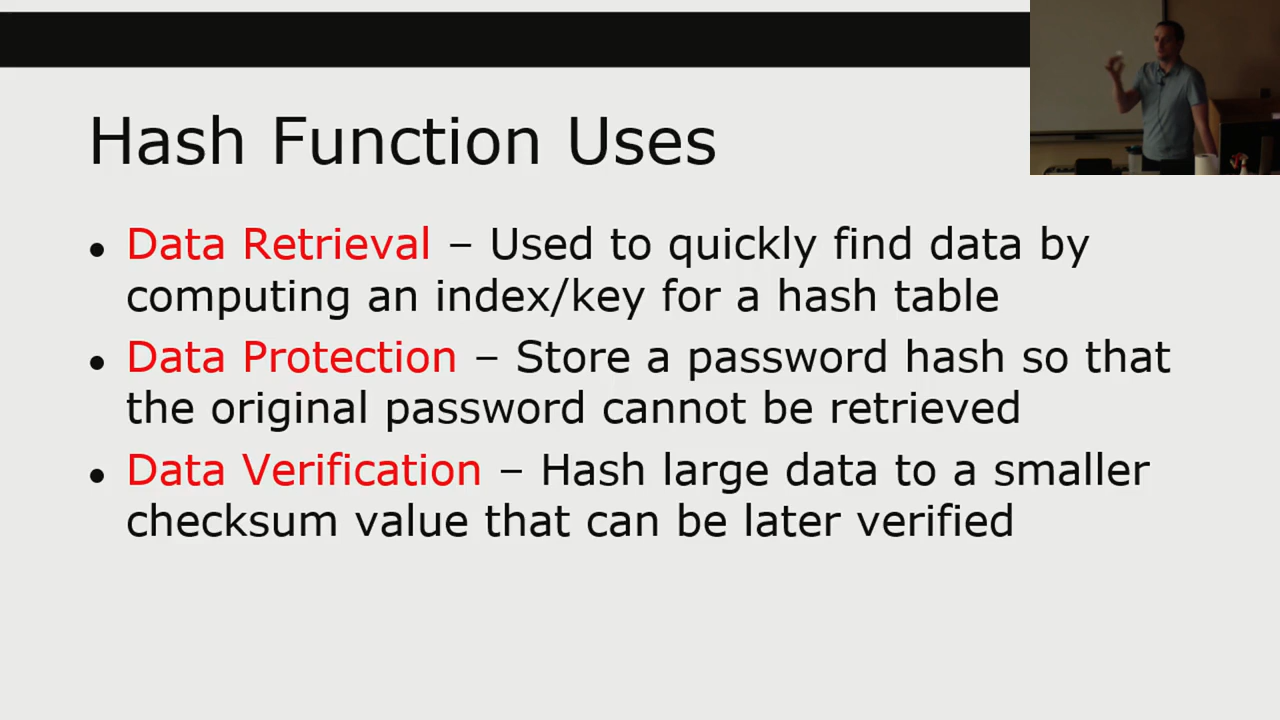 Hash Function Uses
• Data Retrieval – Used to quickly find data by
computing an index/key for a hash table
• Data Protection – Store a password hash so that
the original password cannot be retrieved
• Data Verification – Hash large data to a smaller
checksum value that can be later verified